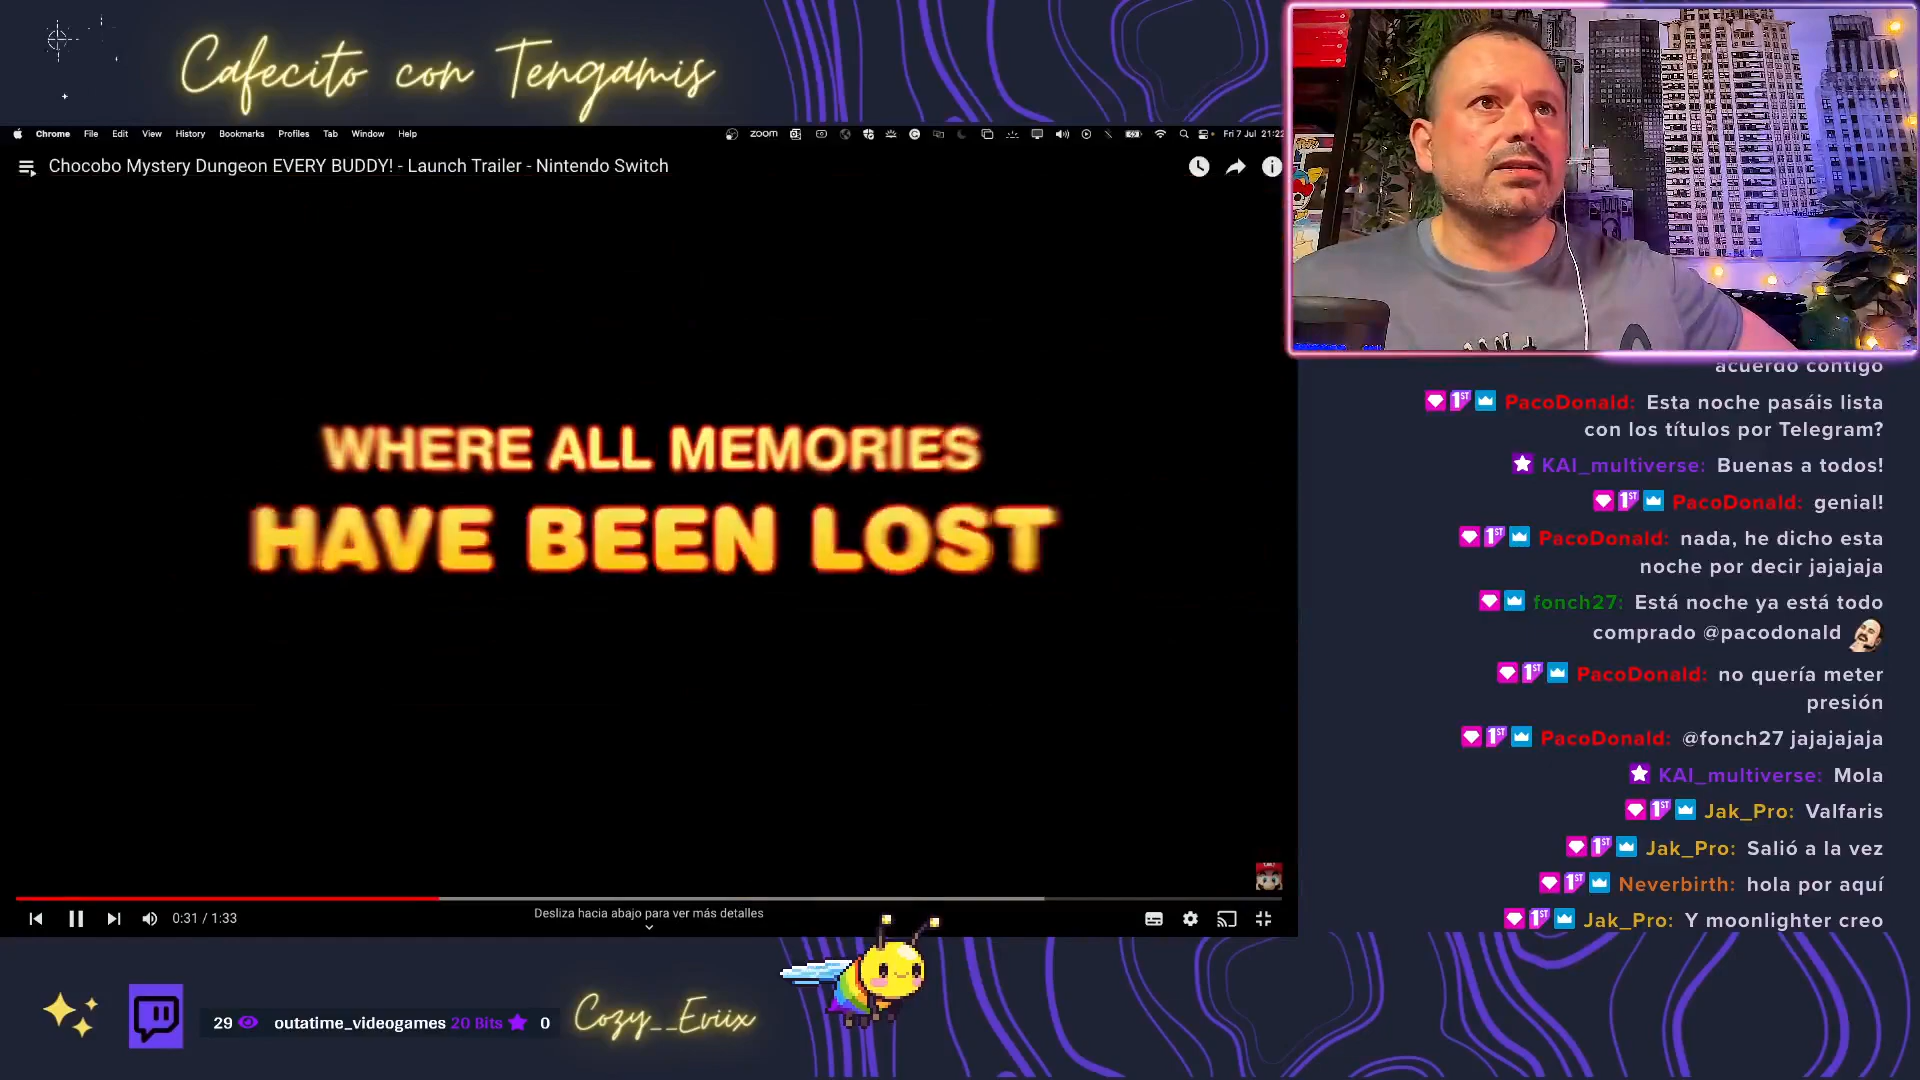 Cafecito con Tengamis
Chrome File Edit View History Bookmarks Profiles Tab Window Help zoom Fri 7 Jul 21:22
Chocobo Mystery Dungeon EVERY BUDDY! - Launch Trailer - Nintendo Switch
WHERE ALL MEMORIES
HAVE BEEN LOST
0:31 / 1:33
Desliza hacia abajo para ver más detalles
acuerdo contigo
PacoDonald: Esta noche pasáis lista
con los títulos por Telegram?
KAI_multiverse: Buenas a todos!
PacoDonald: genial!
PacoDonald: nada, he dicho esta
noche por decir jajajaja
fonch27: Está noche ya está todo
comprado @pacodonald
PacoDonald: no quería meter
presión
PacoDonald: @fonch27 jajajajaja
KAI_multiverse: Mola
Jak_Pro: Valfaris
Jak_Pro: Salió a la vez
Neverbirth: hola por aquí
Jak_Pro: Y moonlighter creo
29 outatime_videogames 20 Bits 0
Cozy__Eviix